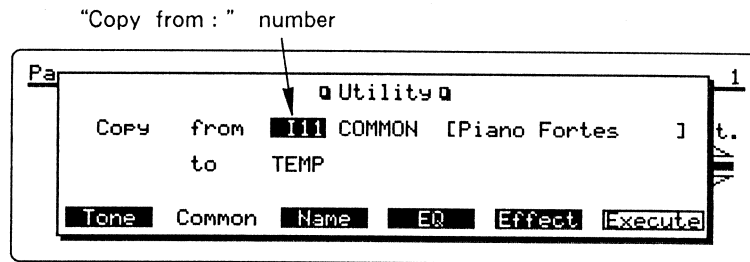 “Copy from : ” number
Pa
1
Utility
Copy from I11 COMMON [Piano Fortes ] t.
to TEMP
Tone Common Name EQ Effect Execute